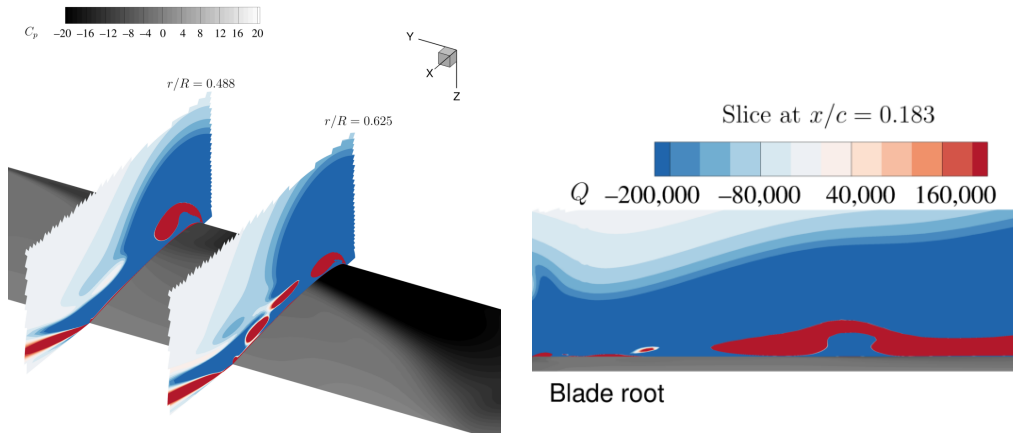 C_p −20 −16 −12 −8 −4 0 4 8 12 16 20
Y
X
Z
r/R = 0.488
r/R = 0.625
Slice at x/c = 0.183
Q −200,000 −80,000 40,000 160,000
Blade root